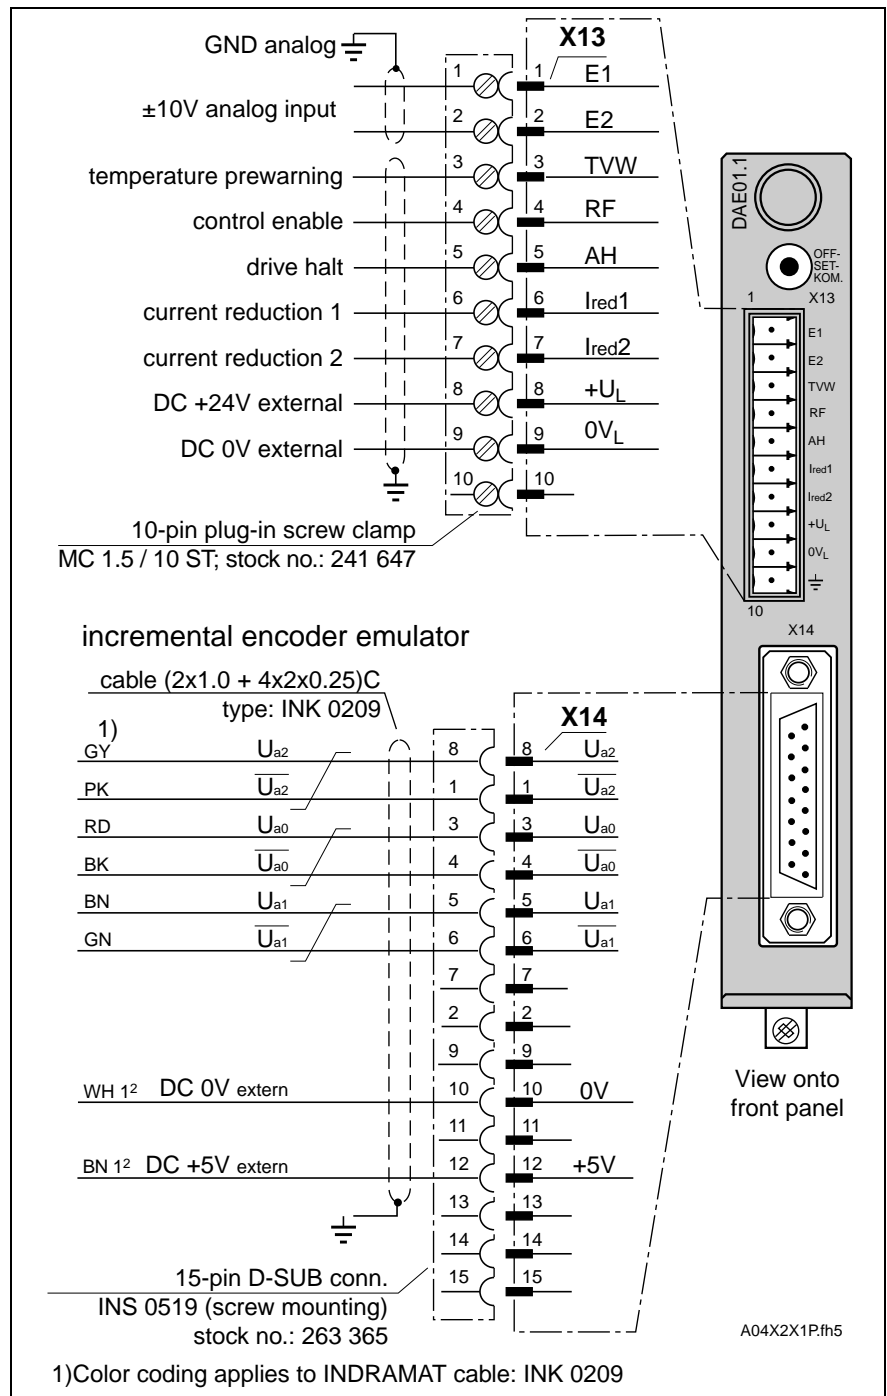 GND analog
X13
1 1 E1
±10V analog input
2 2 E2
temperature prewarning 3 3 TVW
control enable 4 4 RF
drive halt 5 5 AH
current reduction 1 6 6 Ired1
current reduction 2 7 7 Ired2
DC +24V external 8 8 +UL
DC 0V external 9 9 0VL
10 10
10-pin plug-in screw clamp
MC 1.5 / 10 ST; stock no.: 241 647
DAE01.1
OFF-
SET-
KOM.
1 X13
E1
E2
TVW
RF
AH
Ired1
Ired2
+UL
0VL
10
X14
View onto
front panel
incremental encoder emulator
cable (2x1.0 + 4x2x0.25)C
type: INK 0209
X14
1)
GY Ua2 8 8 Ua2
PK U̅a2 1 1 U̅a2
RD Ua0 3 3 Ua0
BK U̅a0 4 4 U̅a0
BN Ua1 5 5 Ua1
GN U̅a1 6 6 U̅a1
7 7
2 2
9 9
WH 1² DC 0V extern 10 10 0V
11 11
BN 1² DC +5V extern 12 12 +5V
13 13
14 14
15 15
15-pin D-SUB conn.
INS 0519 (screw mounting)
stock no.: 263 365
A04X2X1P.fh5
1)Color coding applies to INDRAMAT cable: INK 0209